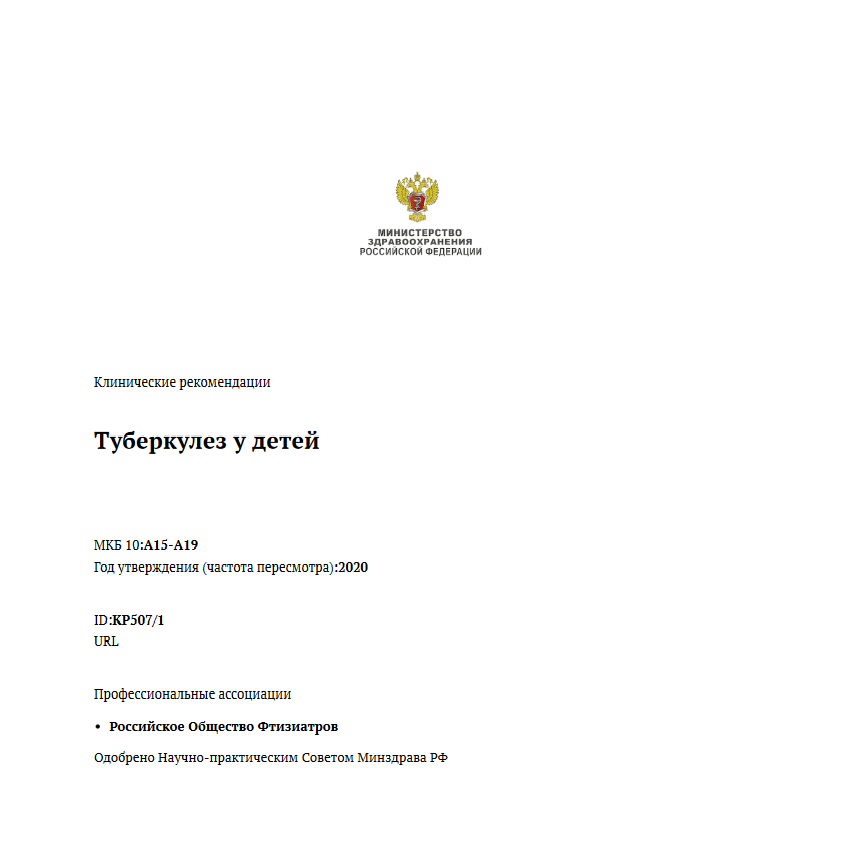 МИНИСТЕРСТВО
ЗДРАВООХРАНЕНИЯ
РОССИЙСКОЙ ФЕДЕРАЦИИ
Клинические рекомендации
Туберкулез у детей
МКБ 10:A15-A19
Год утверждения (частота пересмотра):2020
ID:КР507/1
URL
Профессиональные ассоциации
• Российское Общество Фтизиатров
Одобрено Научно-практическим Советом Минздрава РФ